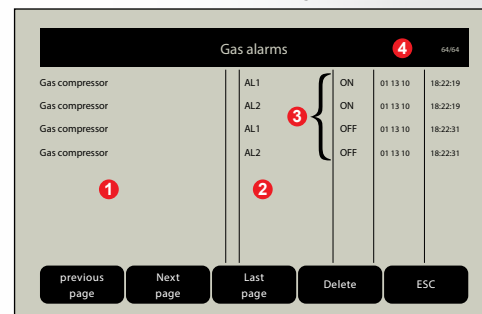 Gas alarms 4 64/64
Gas compressor AL1 ON 01 13 10 18:22:19
Gas compressor AL2 ON 01 13 10 18:22:19
3
Gas compressor AL1 OFF 01 13 10 18:22:31
Gas compressor AL2 OFF 01 13 10 18:22:31
1 2
previous page
Next page
Last page
Delete
ESC